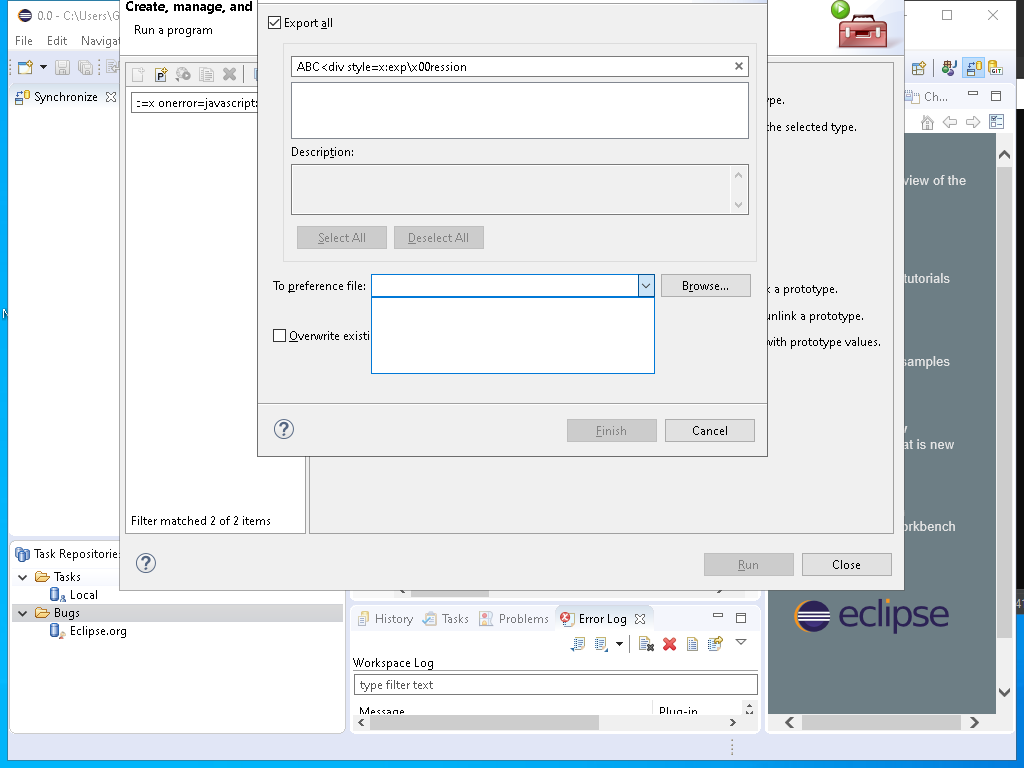 0.0 - C:\Users\G
File Edit Navigat
Synchronize
Create, manage, and
Run a program
:=x onerror=javascript:
Filter matched 2 of 2 items
Export all
ABC<div style=x:exp\x00ression
Description:
Select All Deselect All
To preference file: Browse...
Overwrite existi
Finish Cancel
pe.
the selected type.
k a prototype.
unlink a prototype.
with prototype values.
Run Close
GIT
Ch...
view of the
tutorials
samples
at is new
orkbench
eclipse
Task Repositorie
Tasks
Local
Bugs
Eclipse.org
History Tasks Problems Error Log
Workspace Log
type filter text
Message Plug-in